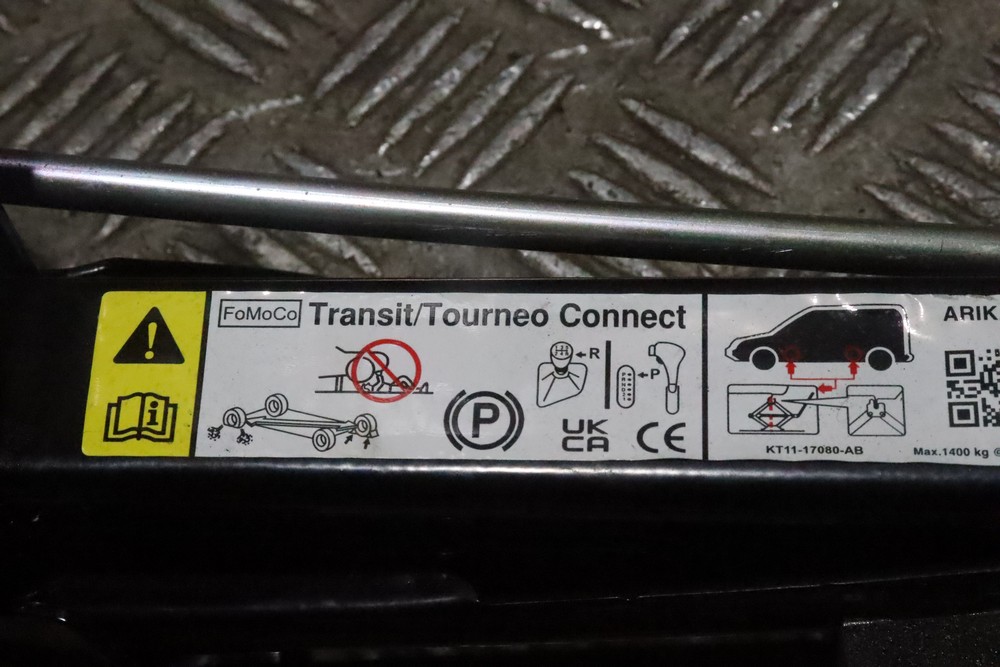 FoMoCo Transit/Tourneo Connect
R
P
P
UK
CA
CE
ARIK
KT11-17080-AB
Max.1400 kg